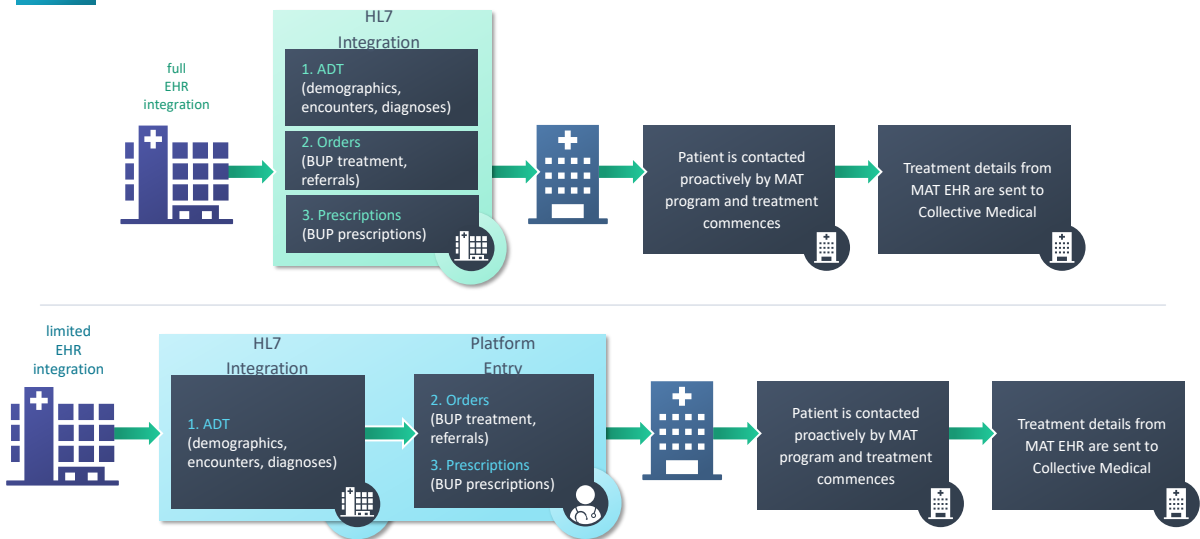 full
EHR
integration
HL7
Integration
1. ADT
(demographics,
encounters, diagnoses)
2. Orders
(BUP treatment,
referrals)
3. Prescriptions
(BUP prescriptions)
Patient is contacted
proactively by MAT
program and treatment
commences
Treatment details from
MAT EHR are sent to
Collective Medical
limited
EHR
integration
HL7
Integration
1. ADT
(demographics,
encounters, diagnoses)
Platform
Entry
2. Orders
(BUP treatment,
referrals)
3. Prescriptions
(BUP prescriptions)
Patient is contacted
proactively by MAT
program and treatment
commences
Treatment details from
MAT EHR are sent to
Collective Medical